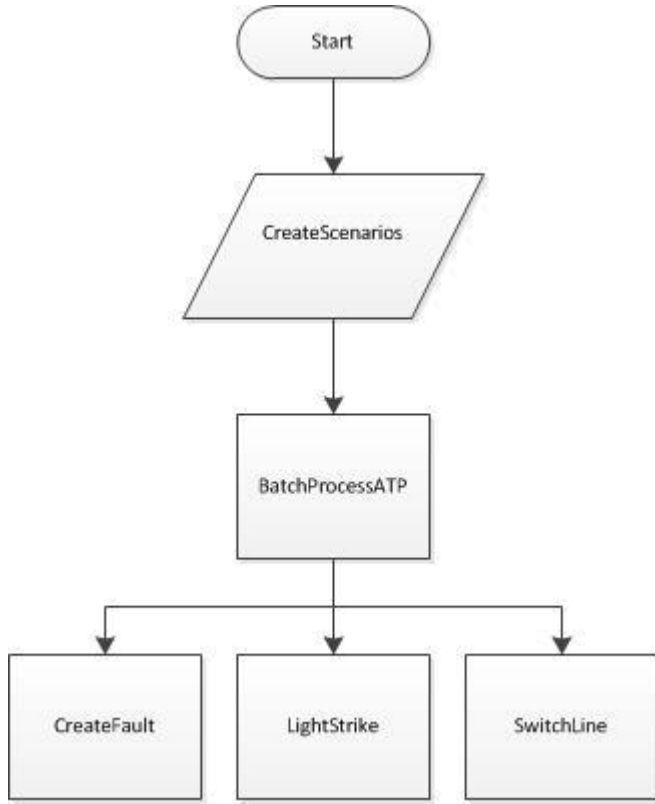 Start
CreateScenarios
BatchProcessATP
CreateFault
LightStrike
SwitchLine